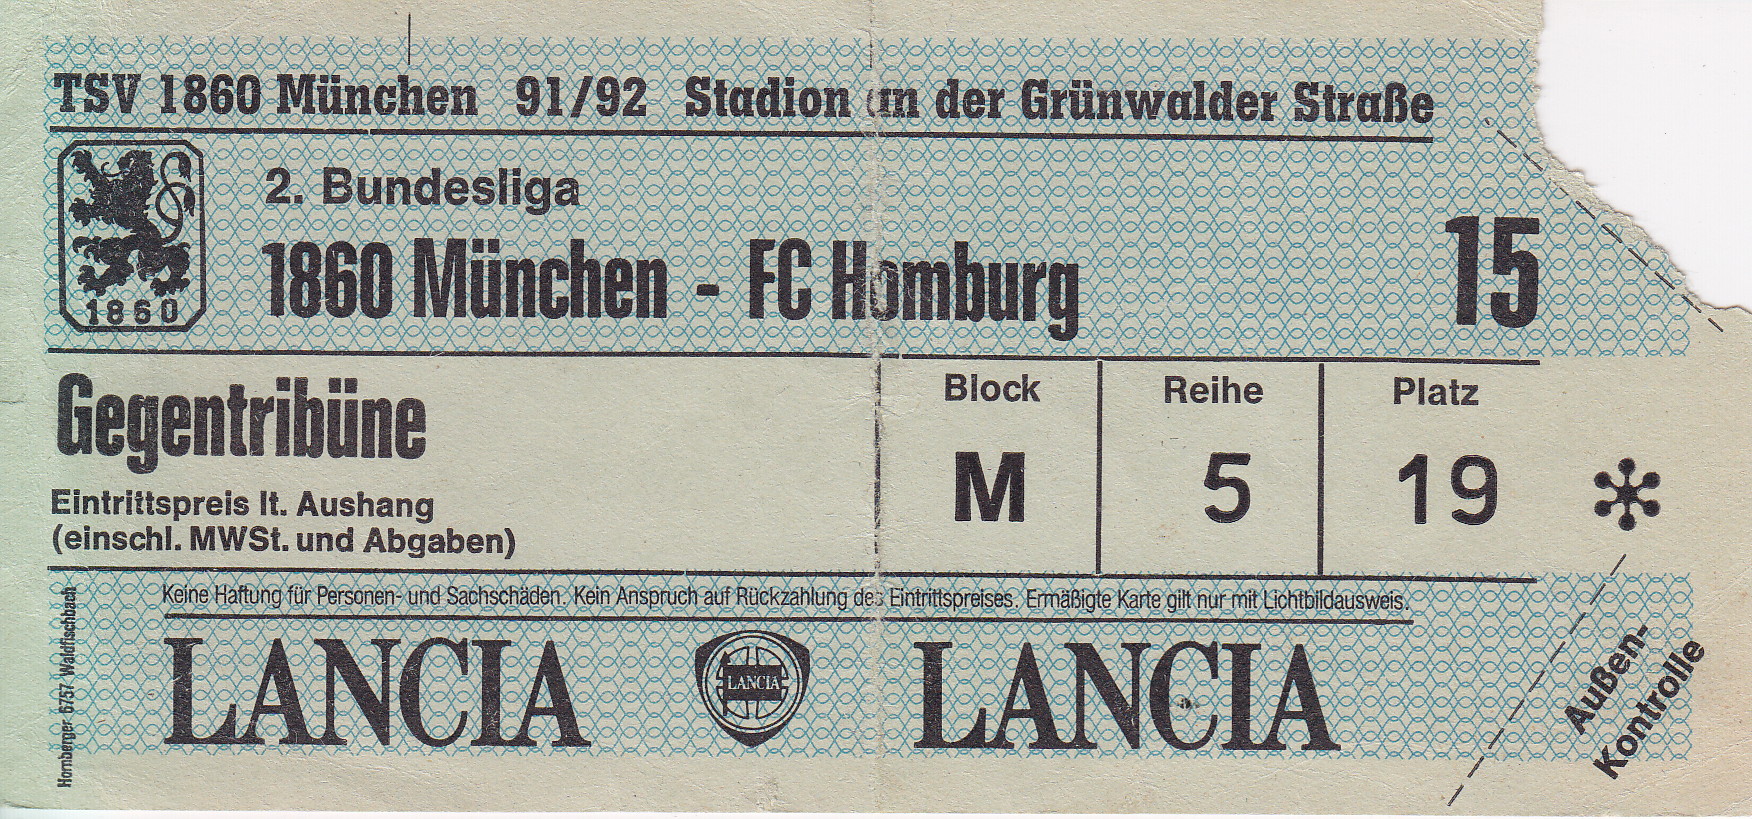 TSV 1860 München 91/92 Stadion an der Grünwalder Straße
1860
2. Bundesliga
1860 München - FC Homburg
15
Gegentribüne
Block
Reihe
Platz
M
5
19
Eintrittspreis lt. Aushang
(einschl. MWSt. und Abgaben)
Keine Haftung für Personen- und Sachschäden. Kein Anspruch auf Rückzahlung des Eintrittspreises. Ermäßigte Karte gilt nur mit Lichtbildausweis.
LANCIA
LANCIA
LANCIA
Außen-
Kontrolle
Homberger 6757 Waldfischbach